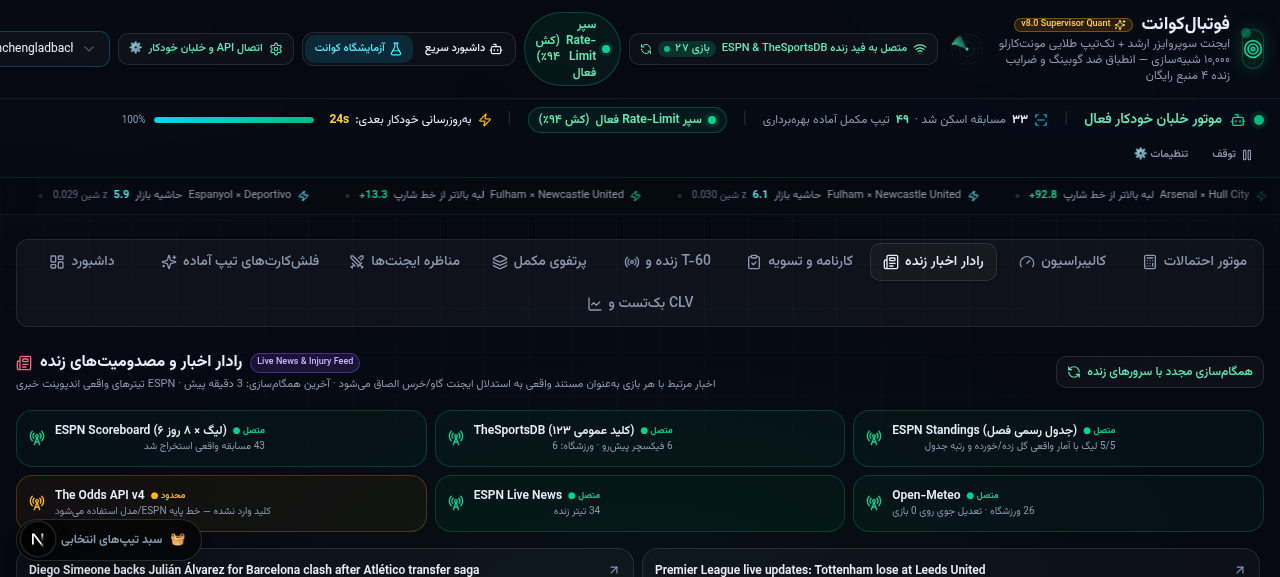 فوتبال‌کوانت
v8.0 Supervisor Quant
ایجنت سوپروایزر ارشد + تک‌تیپ طلایی مونت‌کارلو
۱۰,۰۰۰ شبیه‌سازی — انطباق ضد گوبینگ و ضرایب
زنده ۴ منبع رایگان
متصل به فید زنده ESPN & TheSportsDB
۲۷ بازی
سپر
Rate-
Limit (کش
۹۴٪)
فعال
داشبورد سریع
آزمایشگاه کوانت
اتصال API و خلبان خودکار ⚙️
nchengladbach
موتور خلبان خودکار فعال
۳۳ مسابقه اسکن شد · ۴۹ تیپ مکمل آماده بهره‌برداری
سپر Rate-Limit فعال (کش ۹۴٪)
به‌روزرسانی خودکار بعدی: 24s
100%
توقف
تنظیمات ⚙️
Arsenal × Hull City لبه بالاتر از خط شارپ +92.8
Fulham × Newcastle United حاشیه بازار 6.1 z شین 0.030
Fulham × Newcastle United لبه بالاتر از خط شارپ +13.3
Espanyol × Deportivo حاشیه بازار 5.9 z شین 0.029
موتور احتمالات
کالیبراسیون
رادار اخبار زنده
کارنامه و تسویه
زنده و T-60
پرتفوی مکمل
مناظره ایجنت‌ها
فلش‌کارت‌های تیپ آماده
داشبورد
بک‌تست و CLV
رادار اخبار و مصدومیت‌های زنده
Live News & Injury Feed
اخبار مرتبط با هر بازی به‌عنوان مستند واقعی به استدلال ایجنت گاو/خرس الصاق می‌شود · آخرین همگام‌سازی: 3 دقیقه پیش · ESPN تیترهای واقعی اندپوینت خبری
همگام‌سازی مجدد با سرورهای زنده
ESPN Scoreboard (۶ لیگ × ۸ روز)
متصل
43 مسابقه واقعی استخراج شد
TheSportsDB (کلید عمومی ۱۲۳)
متصل
6 فیکسچر پیش‌رو · ورزشگاه: 6
ESPN Standings (جدول رسمی فصل)
متصل
5/5 لیگ با آمار واقعی گل زده/خورده و رتبه جدول
The Odds API v4
محدود
کلید وارد نشده — خط پایه ESPN/مدل استفاده می‌شود
ESPN Live News
متصل
34 تیتر زنده
Open-Meteo
متصل
26 ورزشگاه · تعدیل جوی روی 0 بازی
سبد تیپ‌های انتخابی
N
Diego Simeone backs Julián Álvarez for Barcelona clash after Atlético transfer saga
Premier League live updates: Tottenham lose at Leeds United